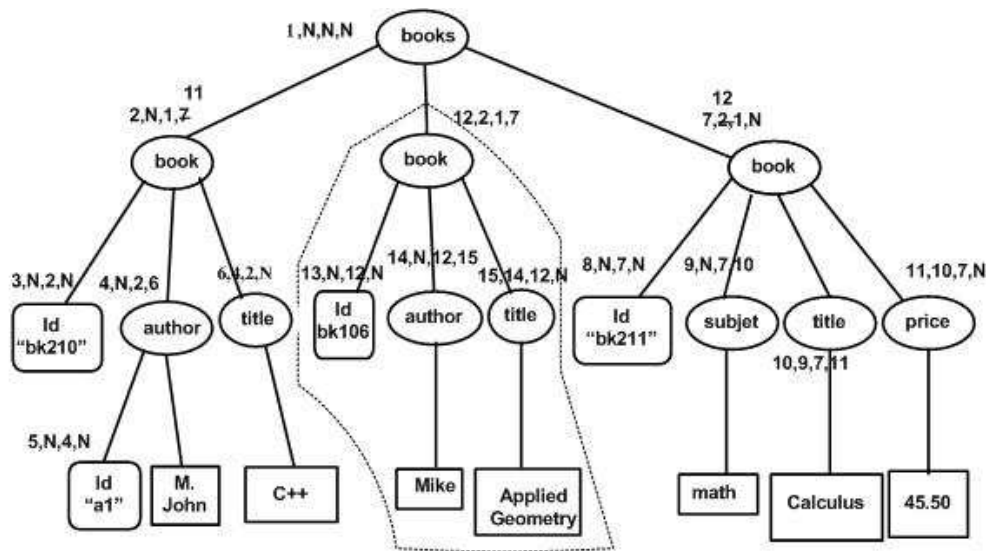 1,N,N,N
books
11
2,N,1,7
12,2,1,7
12
7,2,1,N
book
book
book
3,N,2,N
4,N,2,6
6,4,2,N
13,N,12,N
14,N,12,15
15,14,12,N
8,N,7,N
9,N,7,10
11,10,7,N
Id
"bk210"
author
title
Id
bk106
author
title
Id
"bk211"
subjet
title
price
10,9,7,11
5,N,4,N
Id
"a1"
M.
John
C++
Mike
Applied
Geometry
math
Calculus
45.50